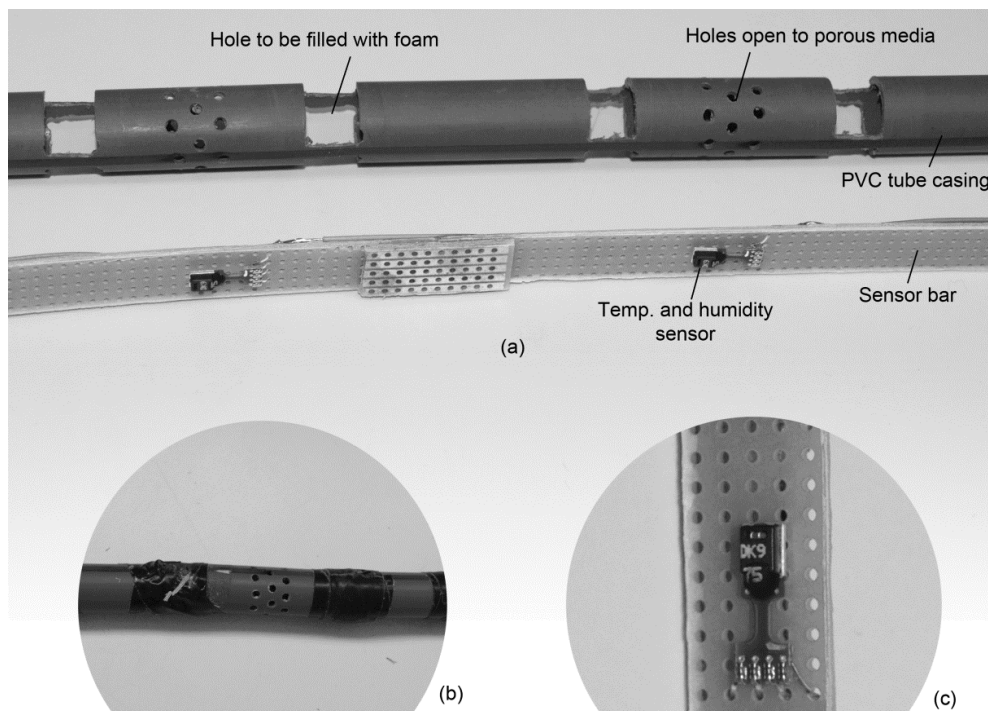 Hole to be filled with foam
Holes open to porous media
PVC tube casing
Temp. and humidity
sensor
Sensor bar
(a)
(b)
DK9
75
(c)